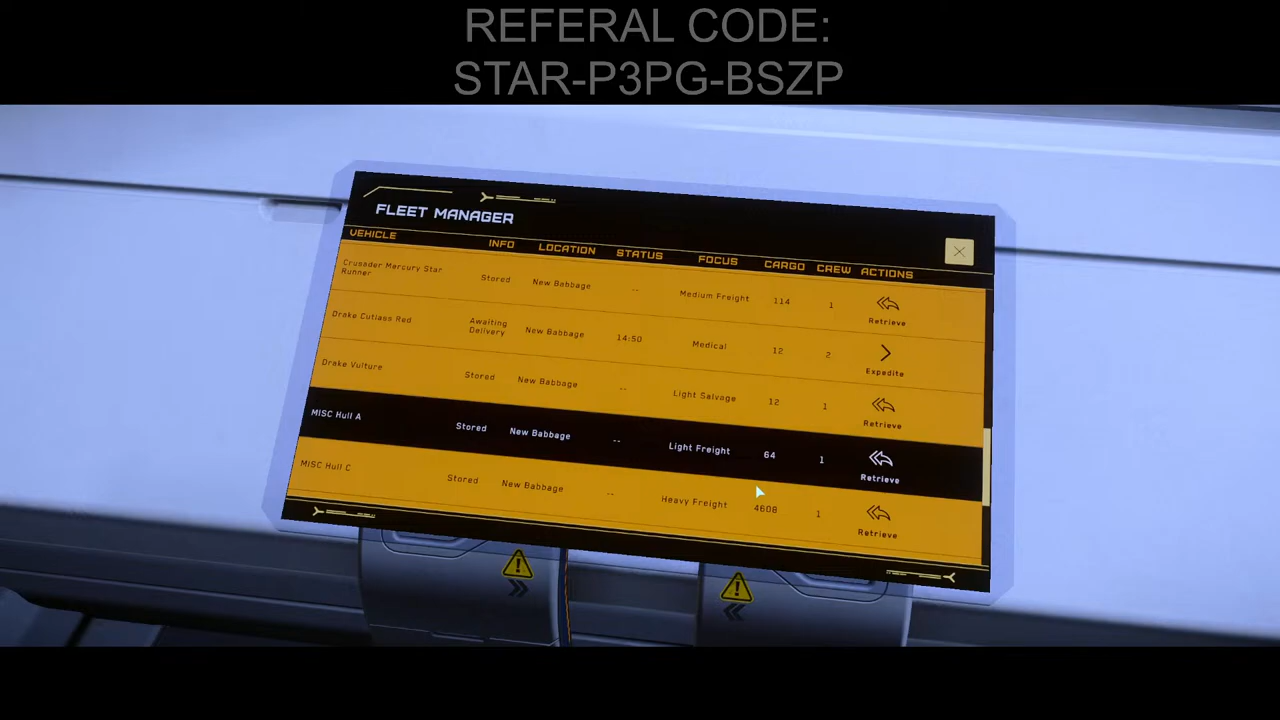 REFERAL CODE:
STAR-P3PG-BSZP
FLEET MANAGER
VEHICLE INFO LOCATION STATUS FOCUS CARGO CREW ACTIONS
Crusader Mercury Star
Runner
Stored New Babbage -- Medium Freight 114 1
Retrieve
Drake Cutlass Red Awaiting
Delivery New Babbage 14:50 Medical 12 2
Expedite
Drake Vulture Stored New Babbage -- Light Salvage 12 1
Retrieve
MISC Hull A Stored New Babbage -- Light Freight 64 1
Retrieve
MISC Hull C Stored New Babbage -- Heavy Freight 4608 1
Retrieve